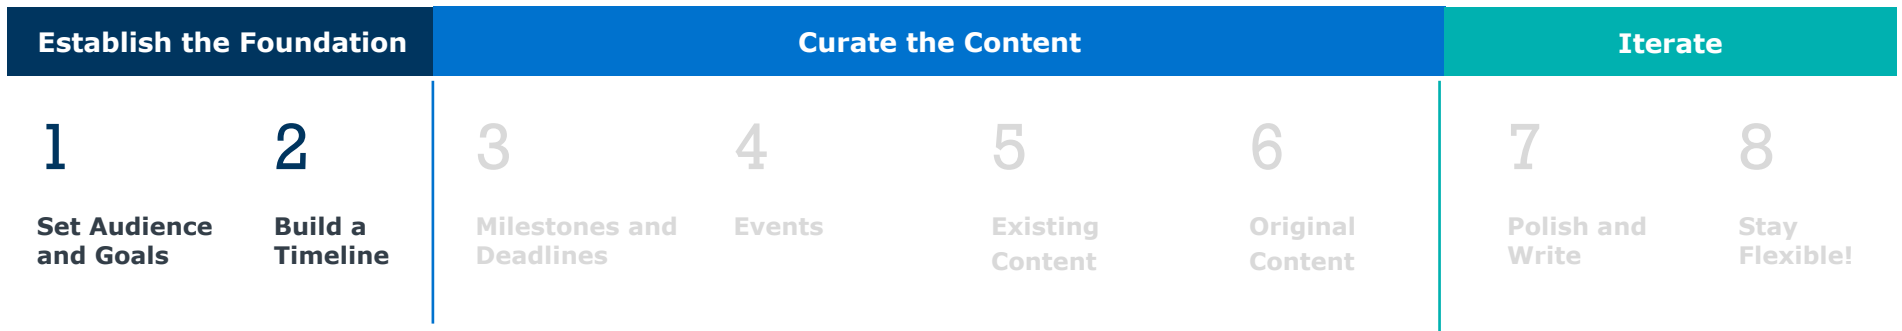 Establish the Foundation
Curate the Content
Iterate
1
Set Audience
and Goals
2
Build a
Timeline
3
Milestones and
Deadlines
4
Events
5
Existing
Content
6
Original
Content
7
Polish and
Write
8
Stay
Flexible!